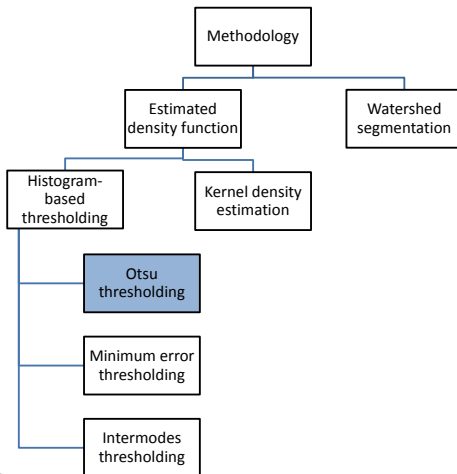 Methodology
Estimated
density function
Watershed
segmentation
Histogram-
based
thresholding
Kernel density
estimation
Otsu
thresholding
Minimum error
thresholding
Intermodes
thresholding